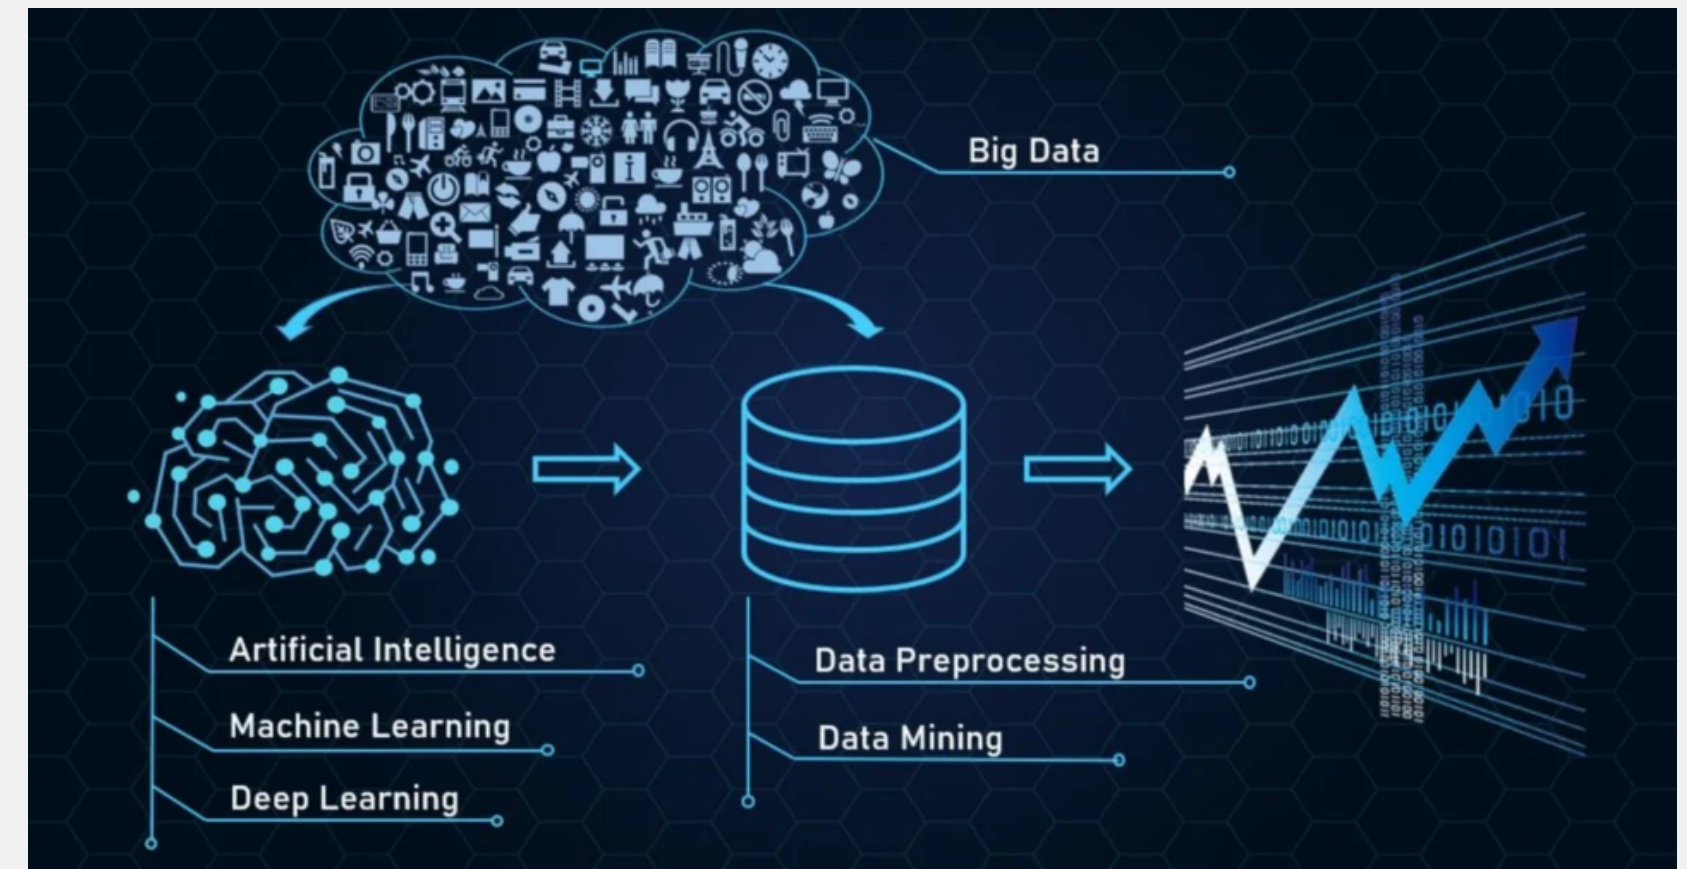 Big Data
Artificial Intelligence
Machine Learning
Deep Learning
Data Preprocessing
Data Mining